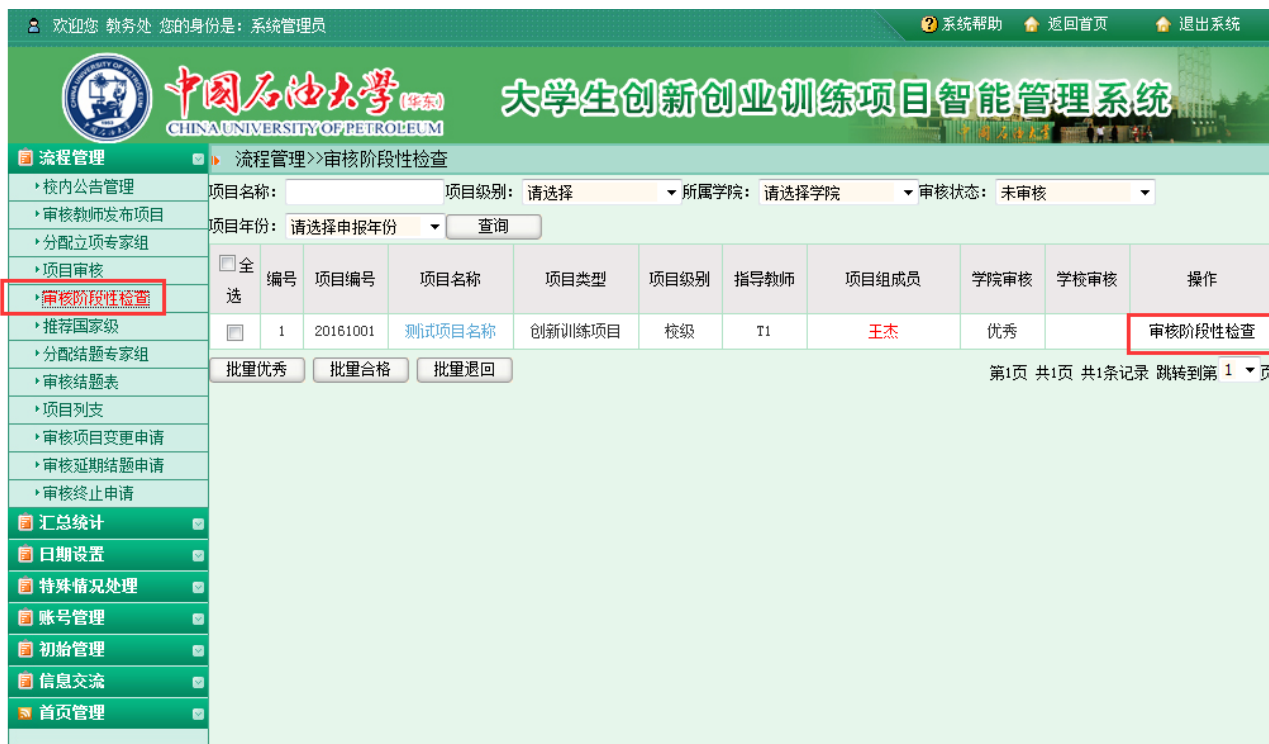 欢迎您 教务处 您的身份是：系统管理员
系统帮助 返回首页 退出系统
中国石油大学(华东)
CHINA UNIVERSITY OF PETROLEUM
大学生创新创业训练项目智能管理系统
流程管理
校内公告管理
审核教师发布项目
分配立项专家组
项目审核
审核阶段性检查
推荐国家级
分配结题专家组
审核结题表
项目列支
审核项目变更申请
审核延期结题申请
审核终止申请
汇总统计
日期设置
特殊情况处理
账号管理
初始管理
信息交流
首页管理
流程管理>>审核阶段性检查
项目名称： 项目级别： 请选择 所属学院： 请选择学院 审核状态： 未审核
项目年份： 请选择申报年份 查询
全选 编号 项目编号 项目名称 项目类型 项目级别 指导教师 项目组成员 学院审核 学校审核 操作
1 20161001 测试项目名称 创新训练项目 校级 T1 王杰 优秀 审核阶段性检查
批量优秀 批量合格 批量退回 第1页 共1页 共1条记录 跳转到第 1 页